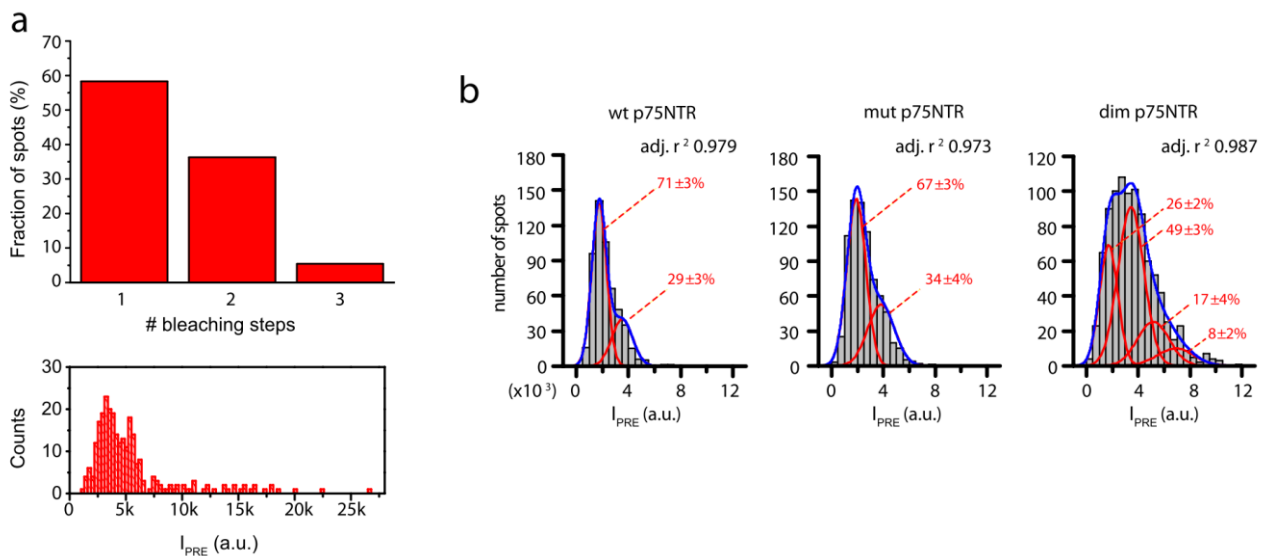 a
70
60
50
40
30
20
10
0
Fraction of spots (%)
1 2 3
# bleaching steps
30
20
10
0
Counts
0 5k 10k 15k 20k 25k
I_PRE (a.u.)
b
wt p75NTR
adj. r² 0.979
180
150
120
90
60
30
0
number of spots
71±3%
29±3%
(x10³)
0 4 8 12
I_PRE (a.u.)
mut p75NTR
adj. r² 0.973
180
150
120
90
60
30
0
67±3%
34±4%
0 4 8 12
I_PRE (a.u.)
dim p75NTR
adj. r² 0.987
120
100
80
60
40
20
0
26±2%
49±3%
17±4%
8±2%
0 4 8 12
I_PRE (a.u.)